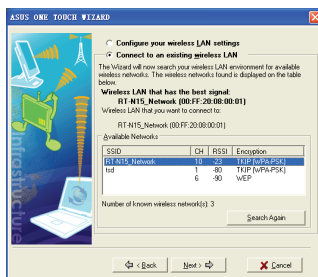 ASUS ONE TOUCH WIZARD
Configure your wireless LAN settings
Connect to an existing wireless LAN
The Wizard will now search your wireless LAN environment for available
wireless networks. The wireless networks found is displayed on the table
below.
Wireless LAN that has the best signal:
RT-N15_Network (00:FF:20:08:00:01)
Wireless LAN that you want to connect to:
RT-N15_Network (00:FF:20:08:00:01)
Available Networks
SSID CH RSSI Encryption
RT-N15_Network 10 -23 TKIP (WPA-PSK)
tsd 1 -80 TKIP (WPA-PSK)
6 -90 WEP
Number of known wireless network(s): 3
Search Again
Infrastructure
< Back Next > Cancel